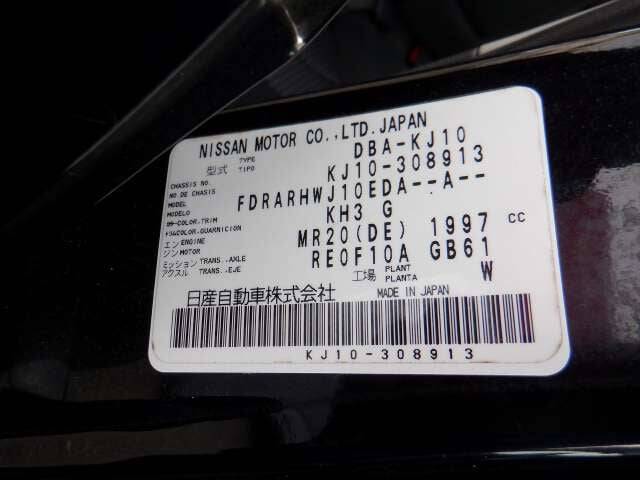 NISSAN MOTOR CO.,LTD.JAPAN
型式 TYPE TIPO DBA-KJ10
CHASSIS NO. NO DE CHASIS KJ10-308913
MODEL MODELO FDRARHWJ10EDA--A--
COLOR,TRIM COLOR,GUARNICION KH3 G
エンジン ENGINE MOTOR MR20(DE) 1997 cc
ミッション TRANS. アクスル TRANS. AXLE EJE RE0F10A GB61
工場 PLANT PLANTA W
日産自動車株式会社 MADE IN JAPAN
KJ10-308913